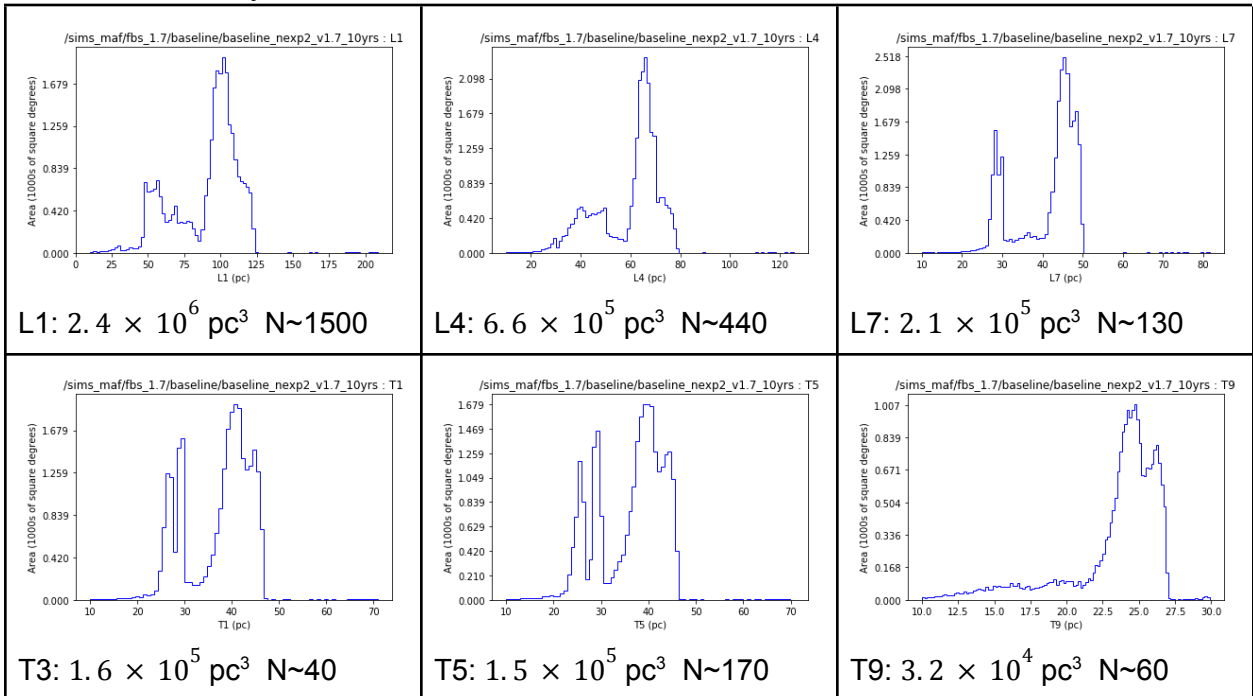 /sims_maf/fbs_1.7/baseline/baseline_nexp2_v1.7_10yrs : L1
Area (1000s of square degrees)
1.679
1.259
0.839
0.420
0.000
0 25 50 75 100 125 150 175 200
L1 (pc)
L1: 2.4 × 10⁶ pc³ N~1500
/sims_maf/fbs_1.7/baseline/baseline_nexp2_v1.7_10yrs : L4
Area (1000s of square degrees)
2.098
1.679
1.259
0.839
0.420
0.000
20 40 60 80 100 120
L4 (pc)
L4: 6.6 × 10⁵ pc³ N~440
/sims_maf/fbs_1.7/baseline/baseline_nexp2_v1.7_10yrs : L7
Area (1000s of square degrees)
2.518
2.098
1.679
1.259
0.839
0.420
0.000
10 20 30 40 50 60 70 80
L7 (pc)
L7: 2.1 × 10⁵ pc³ N~130
/sims_maf/fbs_1.7/baseline/baseline_nexp2_v1.7_10yrs : T1
Area (1000s of square degrees)
1.679
1.259
0.839
0.420
0.000
10 20 30 40 50 60 70
T1 (pc)
T3: 1.6 × 10⁵ pc³ N~40
/sims_maf/fbs_1.7/baseline/baseline_nexp2_v1.7_10yrs : T5
Area (1000s of square degrees)
1.679
1.469
1.259
1.049
0.839
0.629
0.420
0.210
0.000
10 20 30 40 50 60 70
T5 (pc)
T5: 1.5 × 10⁵ pc³ N~170
/sims_maf/fbs_1.7/baseline/baseline_nexp2_v1.7_10yrs : T9
Area (1000s of square degrees)
1.007
0.839
0.671
0.504
0.336
0.168
0.000
10.0 12.5 15.0 17.5 20.0 22.5 25.0 27.5 30.0
T9 (pc)
T9: 3.2 × 10⁴ pc³ N~60